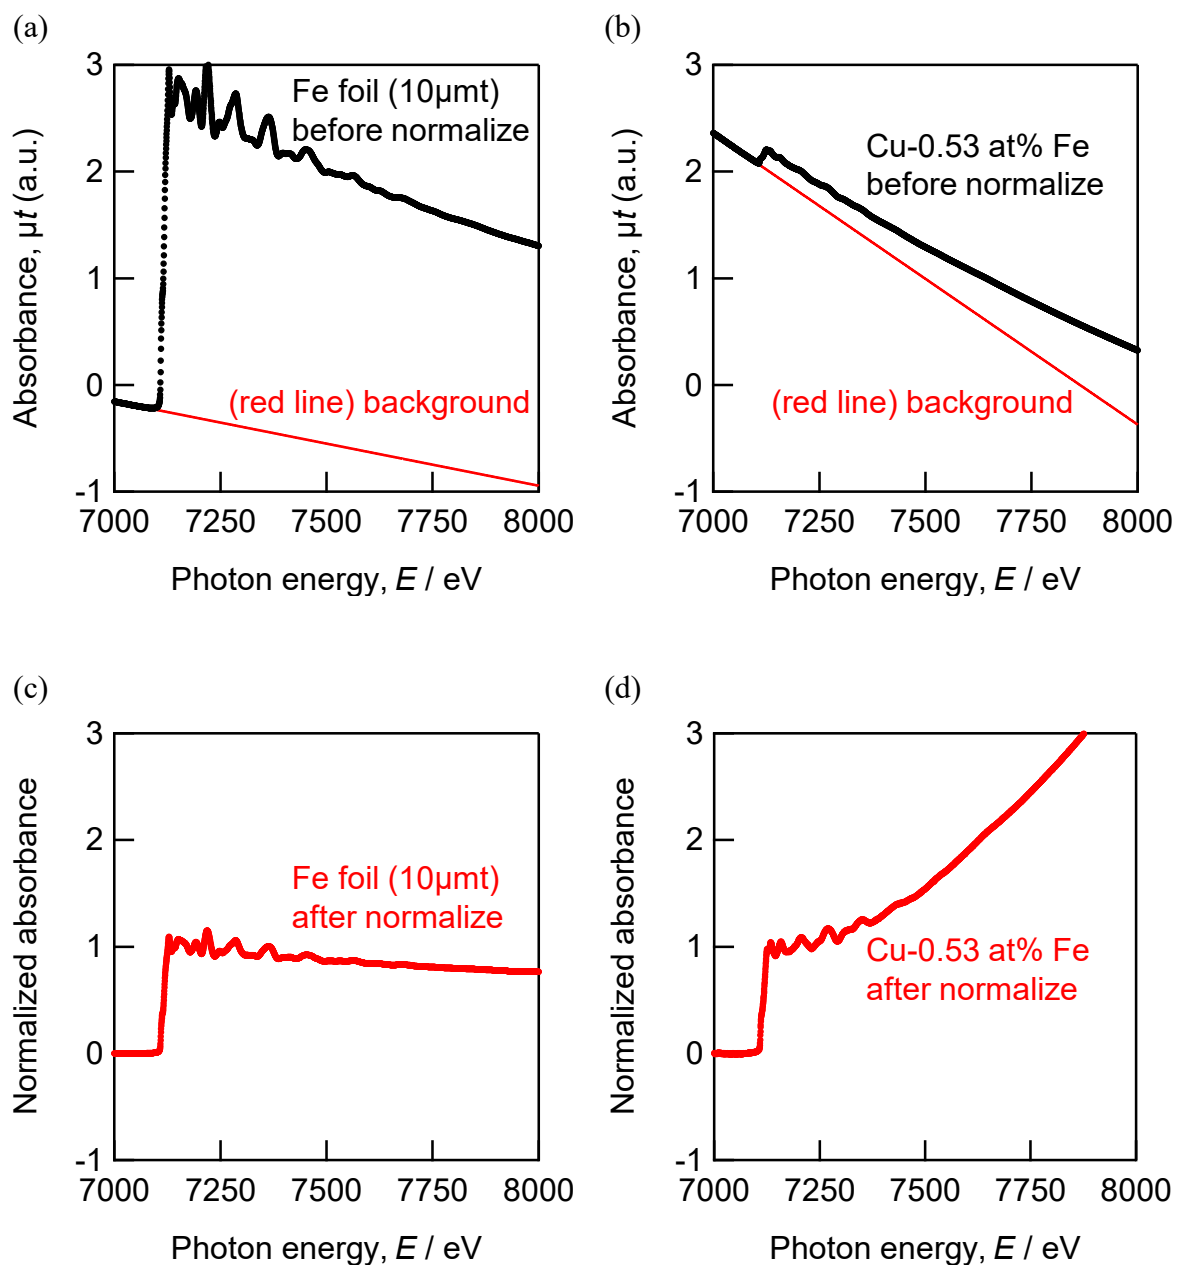 (a)
3
2
1
0
-1
Absorbance, μt (a.u.)
Fe foil (10μmt)
before normalize
(red line) background
7000 7250 7500 7750 8000
Photon energy, E / eV
(b)
3
2
1
0
-1
Absorbance, μt (a.u.)
Cu-0.53 at% Fe
before normalize
(red line) background
7000 7250 7500 7750 8000
Photon energy, E / eV
(c)
3
2
1
0
-1
Normalized absorbance
Fe foil (10μmt)
after normalize
7000 7250 7500 7750 8000
Photon energy, E / eV
(d)
3
2
1
0
-1
Normalized absorbance
Cu-0.53 at% Fe
after normalize
7000 7250 7500 7750 8000
Photon energy, E / eV